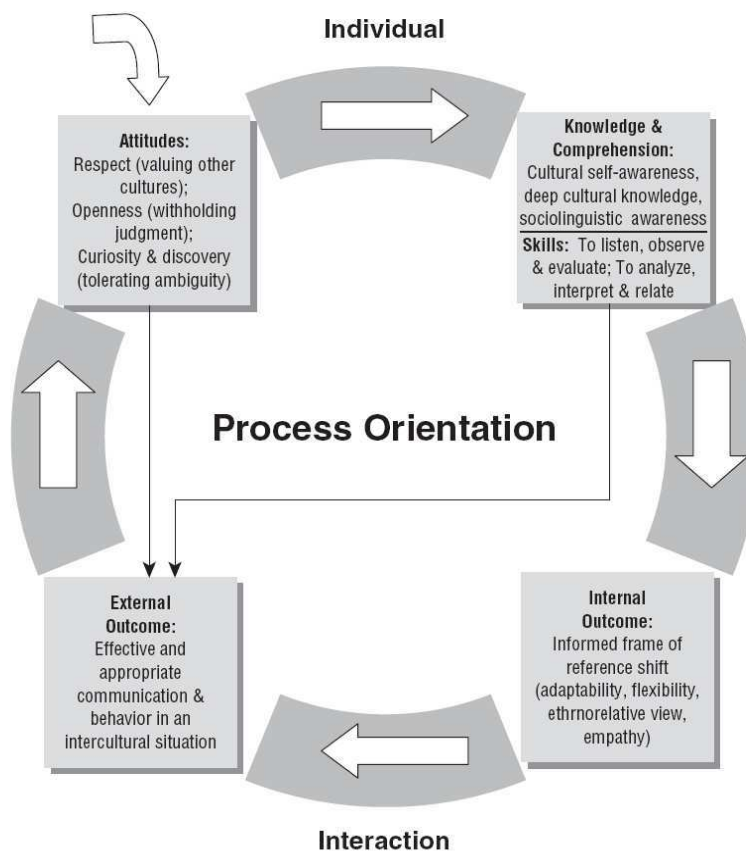 Individual
Attitudes:
Respect (valuing other
cultures);
Openness (withholding
judgment);
Curiosity & discovery
(tolerating ambiguity)
Knowledge &
Comprehension:
Cultural self-awareness,
deep cultural knowledge,
sociolinguistic awareness
Skills: To listen, observe
& evaluate; To analyze,
interpret & relate
Process Orientation
External
Outcome:
Effective and
appropriate
communication &
behavior in an
intercultural situation
Internal
Outcome:
Informed frame of
reference shift
(adaptability, flexibility,
ethrnorelative view,
empathy)
Interaction